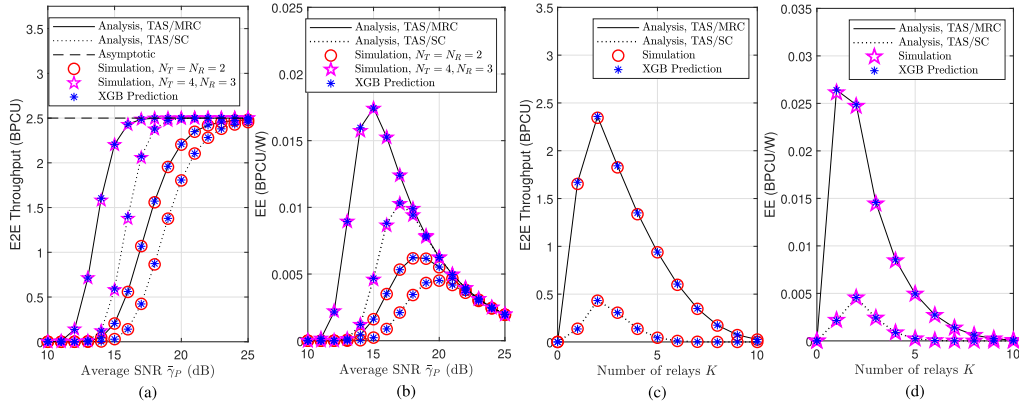 Analysis, TAS/MRC
Analysis, TAS/SC
Asymptotic
Simulation, N_T = N_R = 2
Simulation, N_T = 4, N_R = 3
XGB Prediction
E2E Throughput (BPCU)
3.5
3
2.5
2
1.5
1
0.5
0
10
15
20
25
Average SNR γ̄_P (dB)
(a)
Analysis, TAS/MRC
Analysis, TAS/SC
Simulation, N_T = N_R = 2
Simulation, N_T = 4, N_R = 3
XGB Prediction
EE (BPCU/W)
0.025
0.02
0.015
0.01
0.005
0
10
15
20
25
Average SNR γ̄_P (dB)
(b)
Analysis, TAS/MRC
Analysis, TAS/SC
Simulation
XGB Prediction
E2E Throughput (BPCU)
3.5
3
2.5
2
1.5
1
0.5
0
0
5
10
Number of relays K
(c)
Analysis, TAS/MRC
Analysis, TAS/SC
Simulation
XGB Prediction
EE (BPCU/W)
0.035
0.03
0.025
0.02
0.015
0.01
0.005
0
0
5
10
Number of relays K
(d)